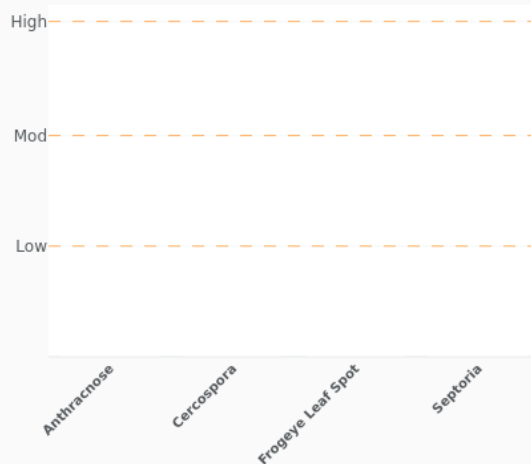 High
Mod
Low
Anthracnose
Cercospora
Frogeye Leaf Spot
Septoria